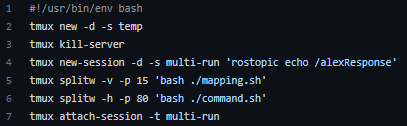 1 #!/usr/bin/env bash
2 tmux new -d -s temp
3 tmux kill-server
4 tmux new-session -d -s multi-run 'rostopic echo /alexResponse'
5 tmux splitw -v -p 15 'bash ./mapping.sh'
6 tmux splitw -h -p 80 'bash ./command.sh'
7 tmux attach-session -t multi-run